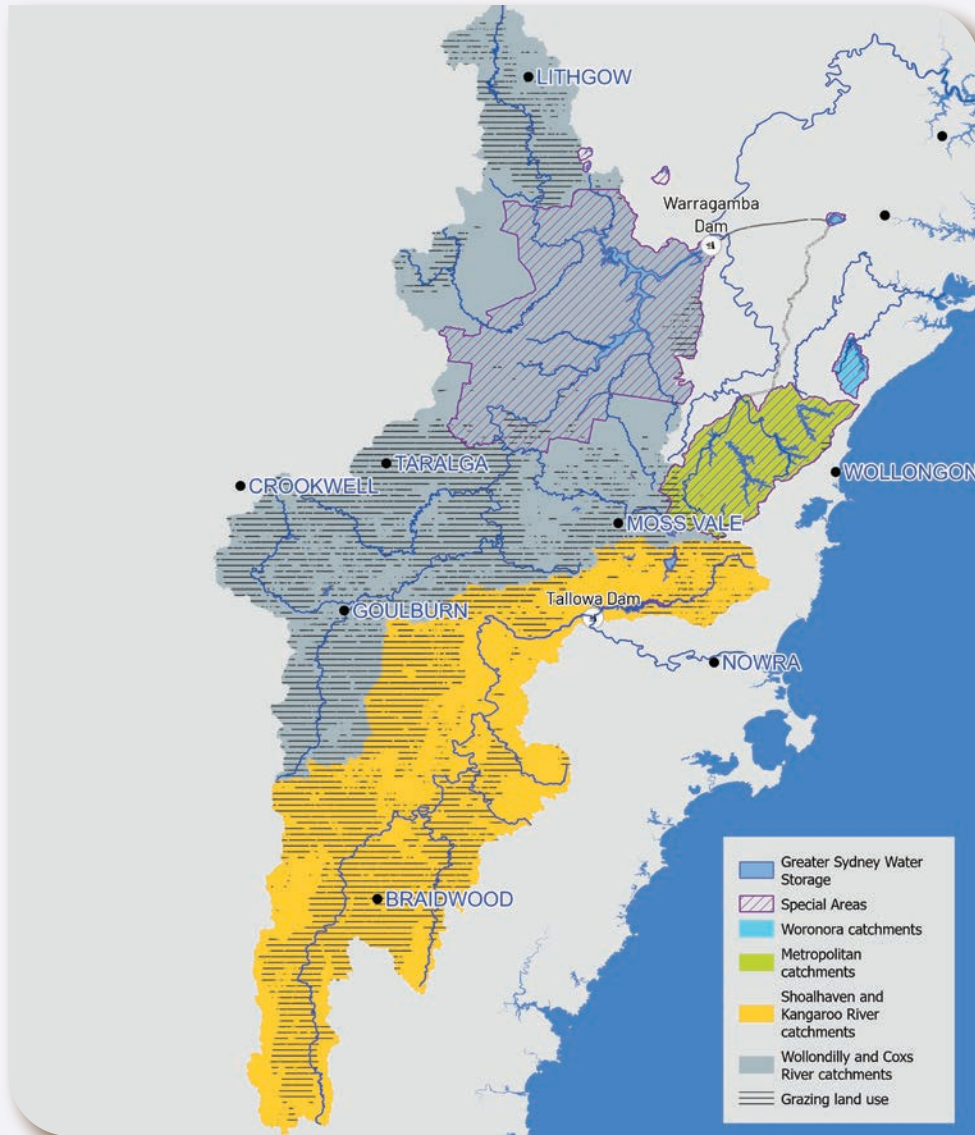 LITHGOW
Warragamba
Dam
TARALGA
CROOKWELL
WOLLONGON
MOSS VALE
Tallowa Dam
GOULBURN
NOWRA
BRAIDWOOD
Greater Sydney Water
Storage
Special Areas
Woronora catchments
Metropolitan
catchments
Shoalhaven and
Kangaroo River
catchments
Wollondilly and Coxs
River catchments
Grazing land use